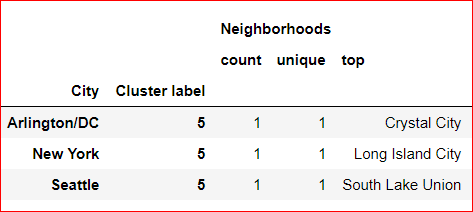 Neighborhoods
count unique top
City Cluster label
Arlington/DC 5 1 1 Crystal City
New York 5 1 1 Long Island City
Seattle 5 1 1 South Lake Union